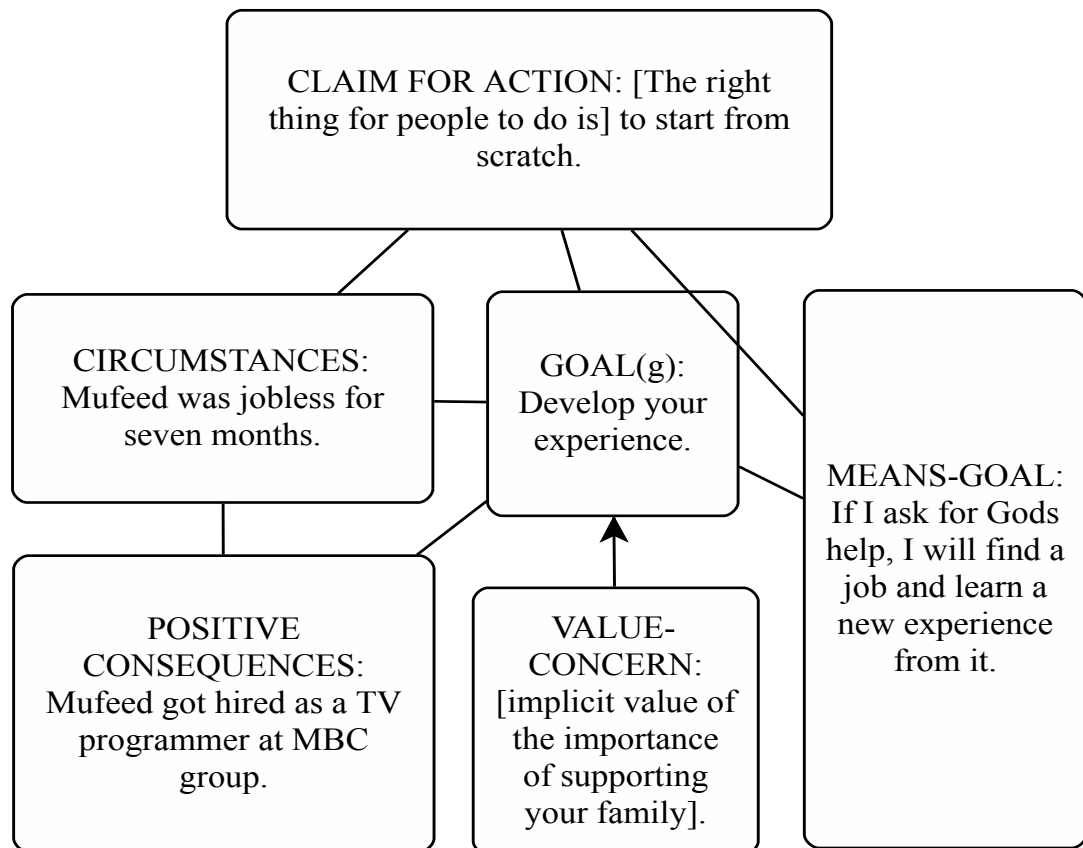 CLAIM FOR ACTION: [The right
thing for people to do is] to start from
scratch.
CIRCUMSTANCES:
Mufeed was jobless for
seven months.
GOAL(g):
Develop your
experience.
MEANS-GOAL:
If I ask for Gods
help, I will find a
job and learn a
new experience
from it.
POSITIVE
CONSEQUENCES:
Mufeed got hired as a TV
programmer at MBC
group.
VALUE-
CONCERN:
[implicit value of
the importance
of supporting
your family].